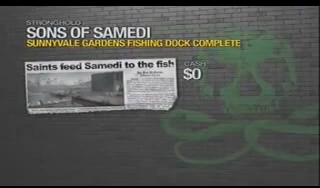 STRONGHOLD
SONS OF SAMEDI
SUNNYVALE GARDENS FISHING DOCK COMPLETE
Saints feed Samedi to the fish
CASH
$0